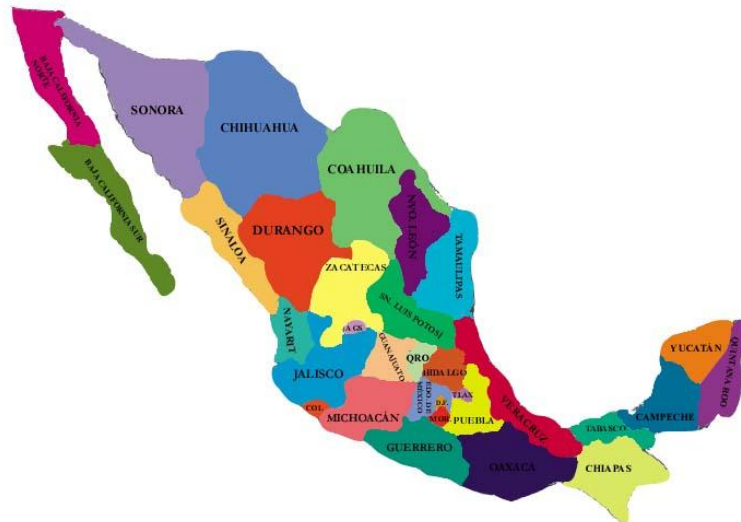 BAJA CALIFORNIA
NORTE
SONORA
CHIHUAHUA
COAHUILA
BAJA CALIFORNIA SUR
SINALOA
DURANGO
NVO. LEÓN
TAMAULIPAS
ZACATECAS
SN. LUIS POTOSÍ
NAYARIT
AGS
GUANAJUATO
QRO
HIDALGO
JALISCO
COL.
MICHOACÁN
EDO. DE
MÉXICO
D.F.
TLAX
MOR.
PUEBLA
VERACRUZ
GUERRERO
OAXACA
TABASCO
CHIAPAS
CAMPECHE
YUCATÁN
QUINTANA ROO